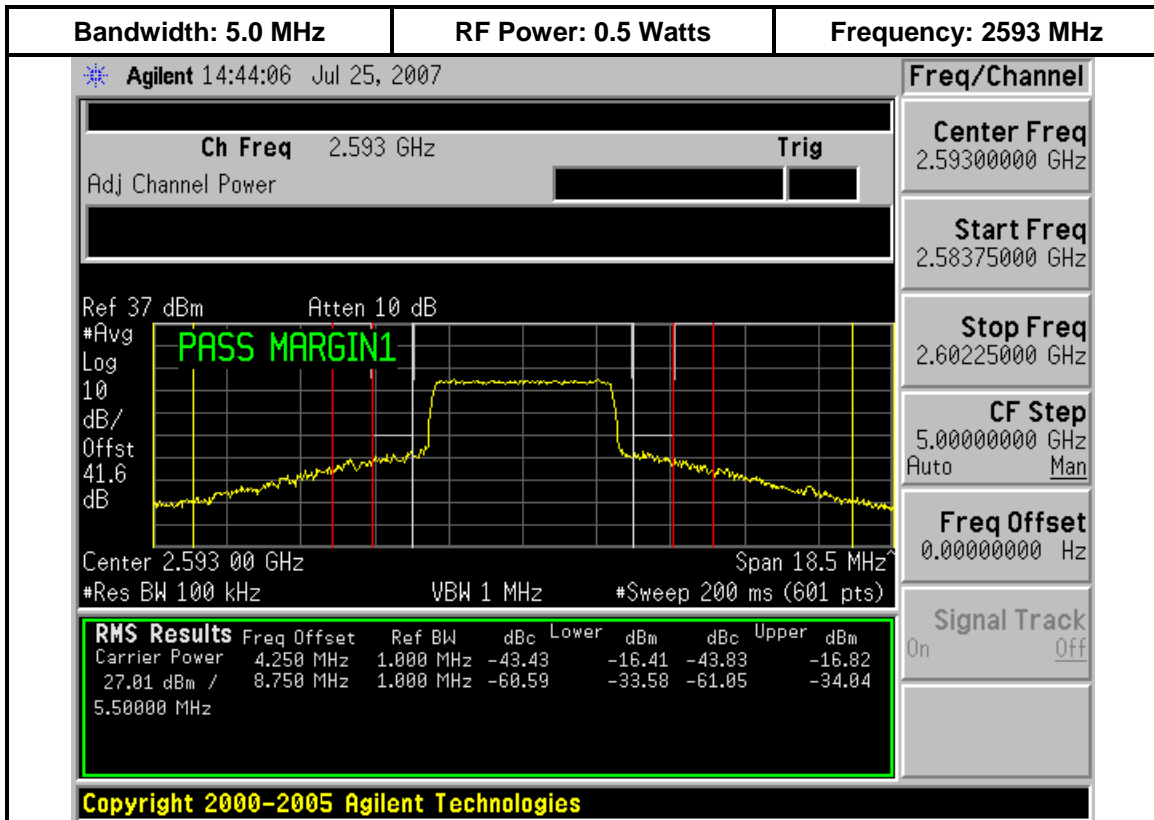 Bandwidth: 5.0 MHz RF Power: 0.5 Watts Frequency: 2593 MHz
Agilent 14:44:06 Jul 25, 2007
Freq/Channel
Ch Freq 2.593 GHz Trig
Adj Channel Power
Center Freq
2.59300000 GHz
Start Freq
2.58375000 GHz
Stop Freq
2.60225000 GHz
CF Step
5.00000000 GHz
Auto Man
Freq Offset
0.00000000 Hz
Signal Track
On Off
Ref 37 dBm Atten 10 dB
#Avg
Log
10
dB/
Offst
41.6
dB
PASS MARGIN1
Center 2.593 00 GHz Span 18.5 MHz^
#Res BW 100 kHz VBW 1 MHz #Sweep 200 ms (601 pts)
RMS Results Freq Offset Ref BW dBc Lower dBm dBc Upper dBm
Carrier Power 4.250 MHz 1.000 MHz -43.43 -16.41 -43.83 -16.82
27.01 dBm / 8.750 MHz 1.000 MHz -60.59 -33.58 -61.05 -34.04
5.50000 MHz
Copyright 2000-2005 Agilent Technologies